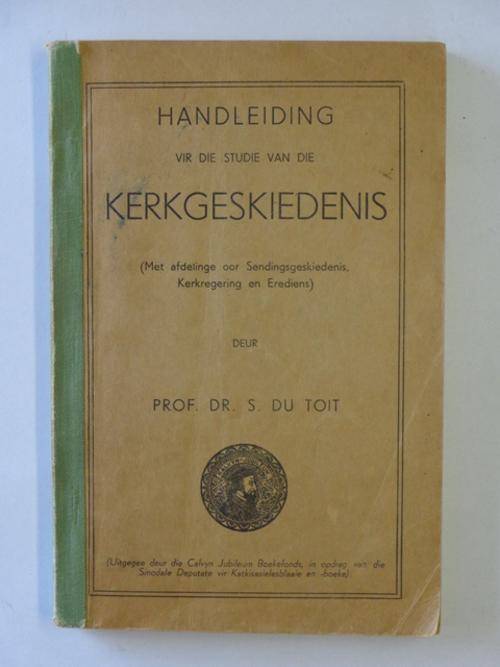 HANDLEIDING
VIR DIE STUDIE VAN DIE
KERKGESKIEDENIS
(Met afdelinge oor Sendingsgeskiedenis,
Kerkregering en Erediens)
DEUR
PROF. DR. S. DU TOIT
(Uitgegee deur die Calvyn Jubileum Boekefonds, in opdrag van die
Sinodale Deputate vir Katkisasielesblaaie en -boeke)